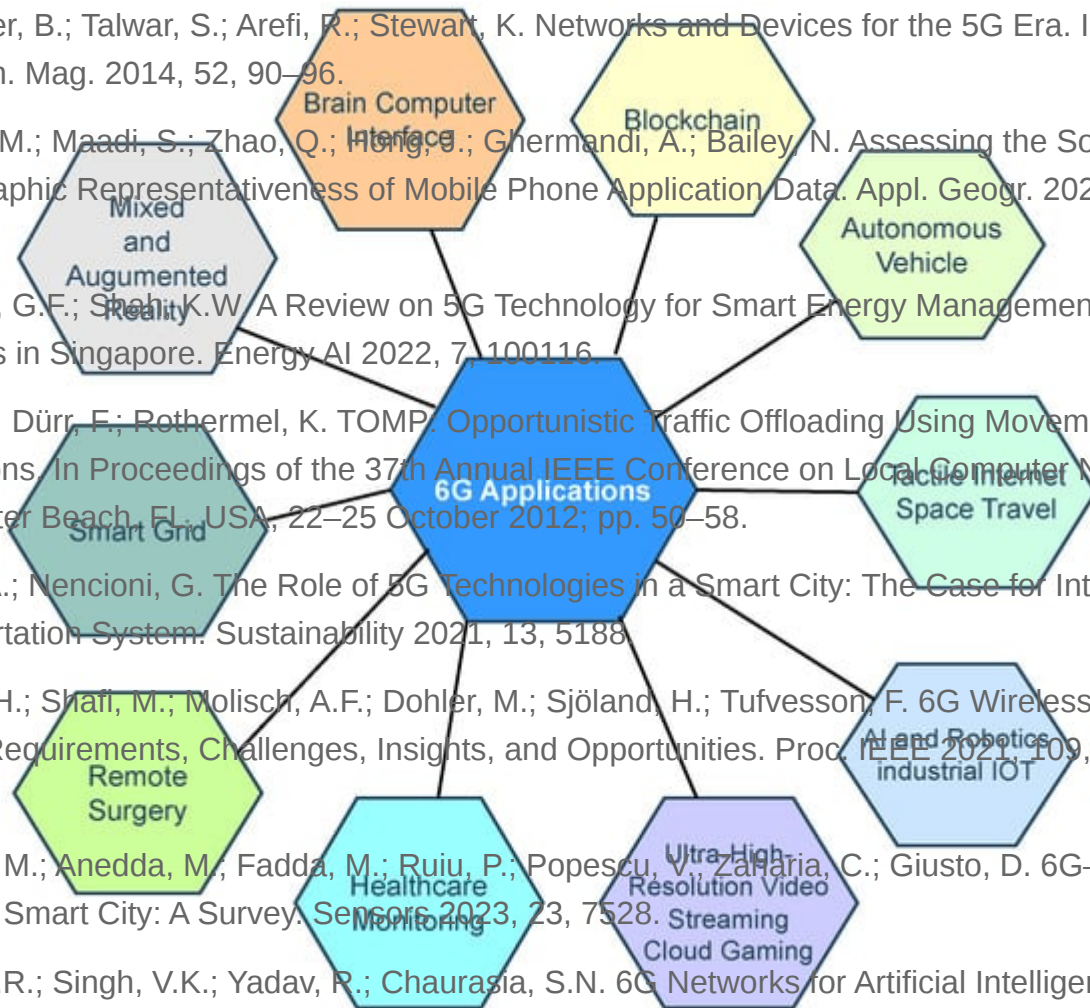 er, B.; Talwar, S.; Arefi, R.; Stewart, K. Networks and Devices for the 5G Era. I
n. Mag. 2014, 52, 90–96.
M.; Maadi, S.; Zhao, Q.; Hong, J.; Ghermandi, A.; Bailey, N. Assessing the So
aphic Representativeness of Mobile Phone Application Data. Appl. Geogr. 202
, G.F.; Shah, K.W. A Review on 5G Technology for Smart Energy Managemen
s in Singapore. Energy AI 2022, 7, 100116.
Dürr, F.; Rothermel, K. TOMP: Opportunistic Traffic Offloading Using Movem
ons. In Proceedings of the 37th Annual IEEE Conference on Local Computer N
ter Beach, FL, USA, 22–25 October 2012; pp. 50–58.
.; Nencioni, G. The Role of 5G Technologies in a Smart City: The Case for Int
rtation System. Sustainability 2021, 13, 5188.
H.; Shafi, M.; Molisch, A.F.; Dohler, M.; Sjöland, H.; Tufvesson, F. 6G Wireless
Requirements, Challenges, Insights, and Opportunities. Proc. IEEE 2021, 109,
M.; Anedda, M.; Fadda, M.; Ruiu, P.; Popescu, V.; Zaharia, C.; Giusto, D. 6G–
Smart City: A Survey. Sensors 2023, 23, 7528.
.R.; Singh, V.K.; Yadav, R.; Chaurasia, S.N. 6G Networks for Artificial Intellige
Brain Computer
Interface
Blockchain
Mixed
and
Augumented
Reality
Autonomous
Vehicle
6G Applications
Tactile Internet
Space Travel
Smart Grid
AI and Robotics
industrial IOT
Remote
Surgery
Healthcare
Monitoring
Ultra-High-
Resolution Video
Streaming
Cloud Gaming